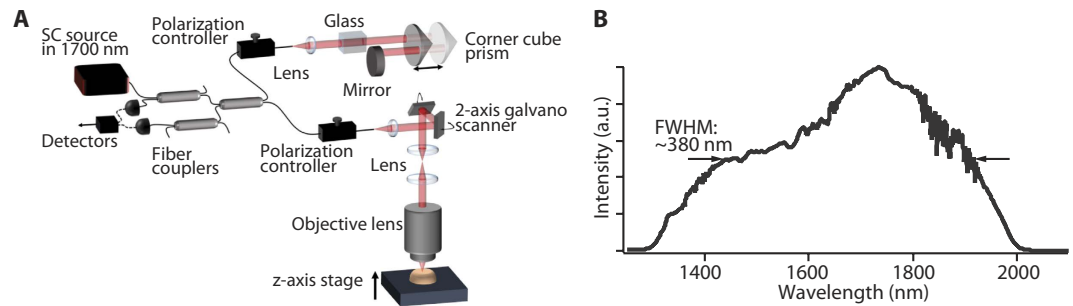 A
SC source
in 1700 nm
Polarization
controller
Glass
Corner cube
prism
Lens
Mirror
2-axis galvano
scanner
Detectors
Fiber
couplers
Polarization
controller
Lens
Objective lens
z-axis stage
B
Intensity (a.u.)
FWHM:
~380 nm
1400 1600 1800 2000
Wavelength (nm)